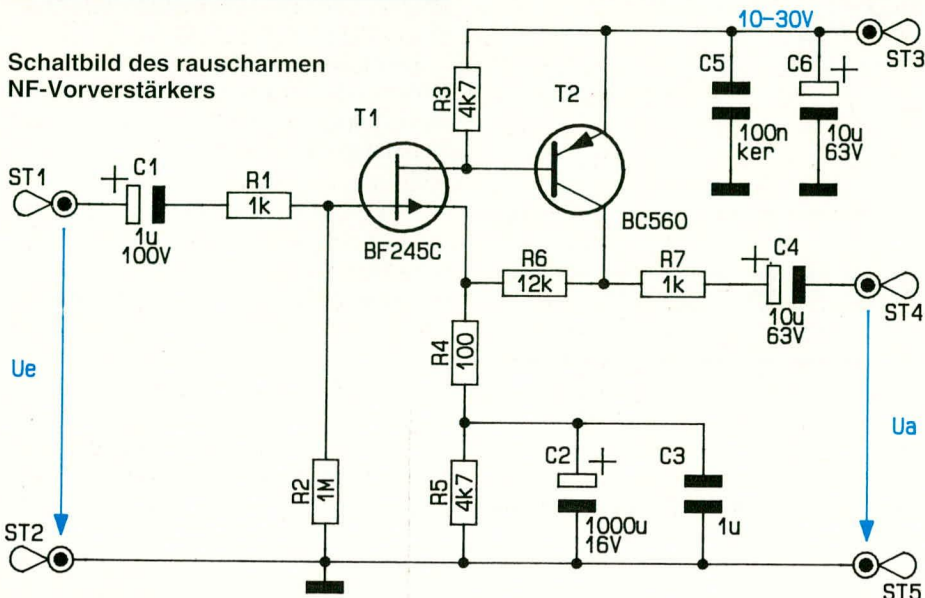 Schaltbild des rauscharmen
NF-Vorverstärkers
10-30V
ST3
C5
100n
ker
C6
+
10u
63V
R3
4k7
T1
BF245C
T2
BC560
ST1
+
C1
1u
100V
R1
1k
R6
12k
R7
1k
+
C4
10u
63V
ST4
Ue
R4
100
Ua
R2
1M
R5
4k7
C2
+
1000u
16V
C3
1u
ST2
ST5